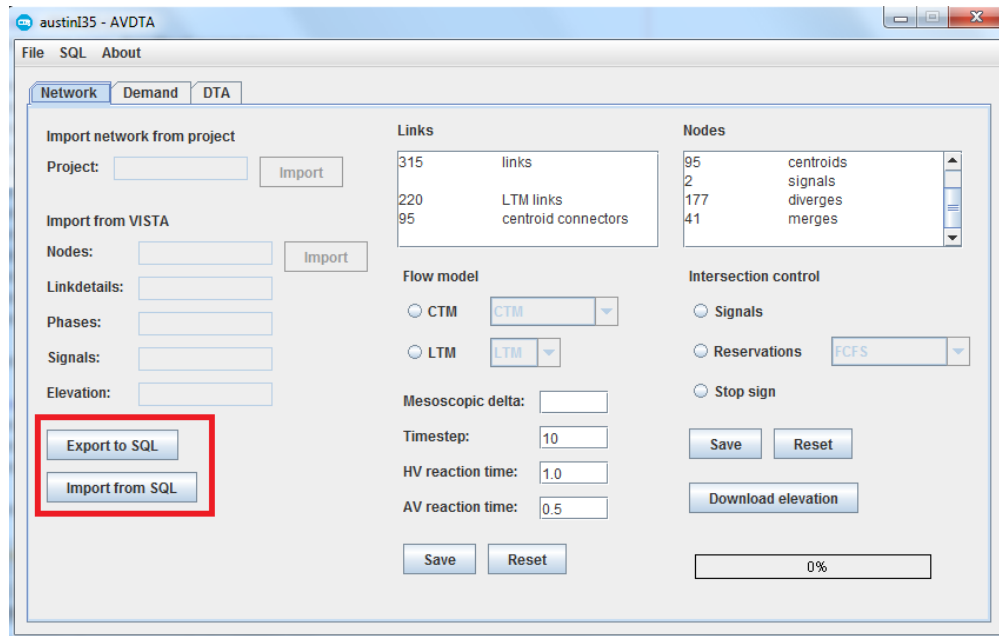 austinI35 - AVDTA
File SQL About
Network Demand DTA
Import network from project
Project: Import
Import from VISTA
Nodes: Import
Linkdetails:
Phases:
Signals:
Elevation:
Export to SQL
Import from SQL
Links
315 links
220 LTM links
95 centroid connectors
Flow model
CTM CTM
LTM LTM
Mesoscopic delta:
Timestep: 10
HV reaction time: 1.0
AV reaction time: 0.5
Save Reset
Nodes
95 centroids
2 signals
177 diverges
41 merges
Intersection control
Signals
Reservations FCFS
Stop sign
Save Reset
Download elevation
0%